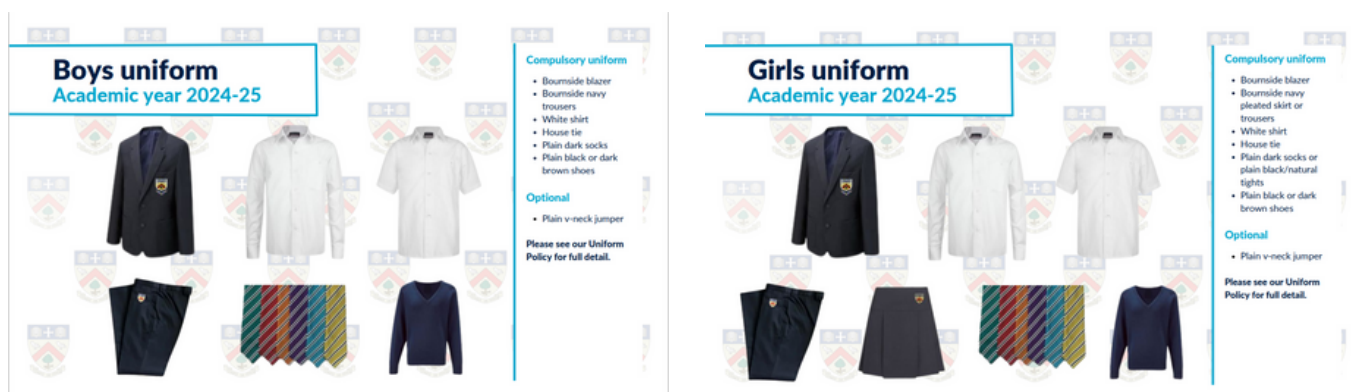 Boys uniform
Academic year 2024-25
Compulsory uniform
• Bournside blazer
• Bournside navy
trousers
• White shirt
• House tie
• Plain dark socks
• Plain black or dark
brown shoes
Optional
• Plain v-neck jumper
Please see our Uniform
Policy for full detail.
Girls uniform
Academic year 2024-25
Compulsory uniform
• Bournside blazer
• Bournside navy
pleated skirt or
trousers
• White shirt
• House tie
• Plain dark socks or
plain black/natural
tights
• Plain black or dark
brown shoes
Optional
• Plain v-neck jumper
Please see our Uniform
Policy for full detail.